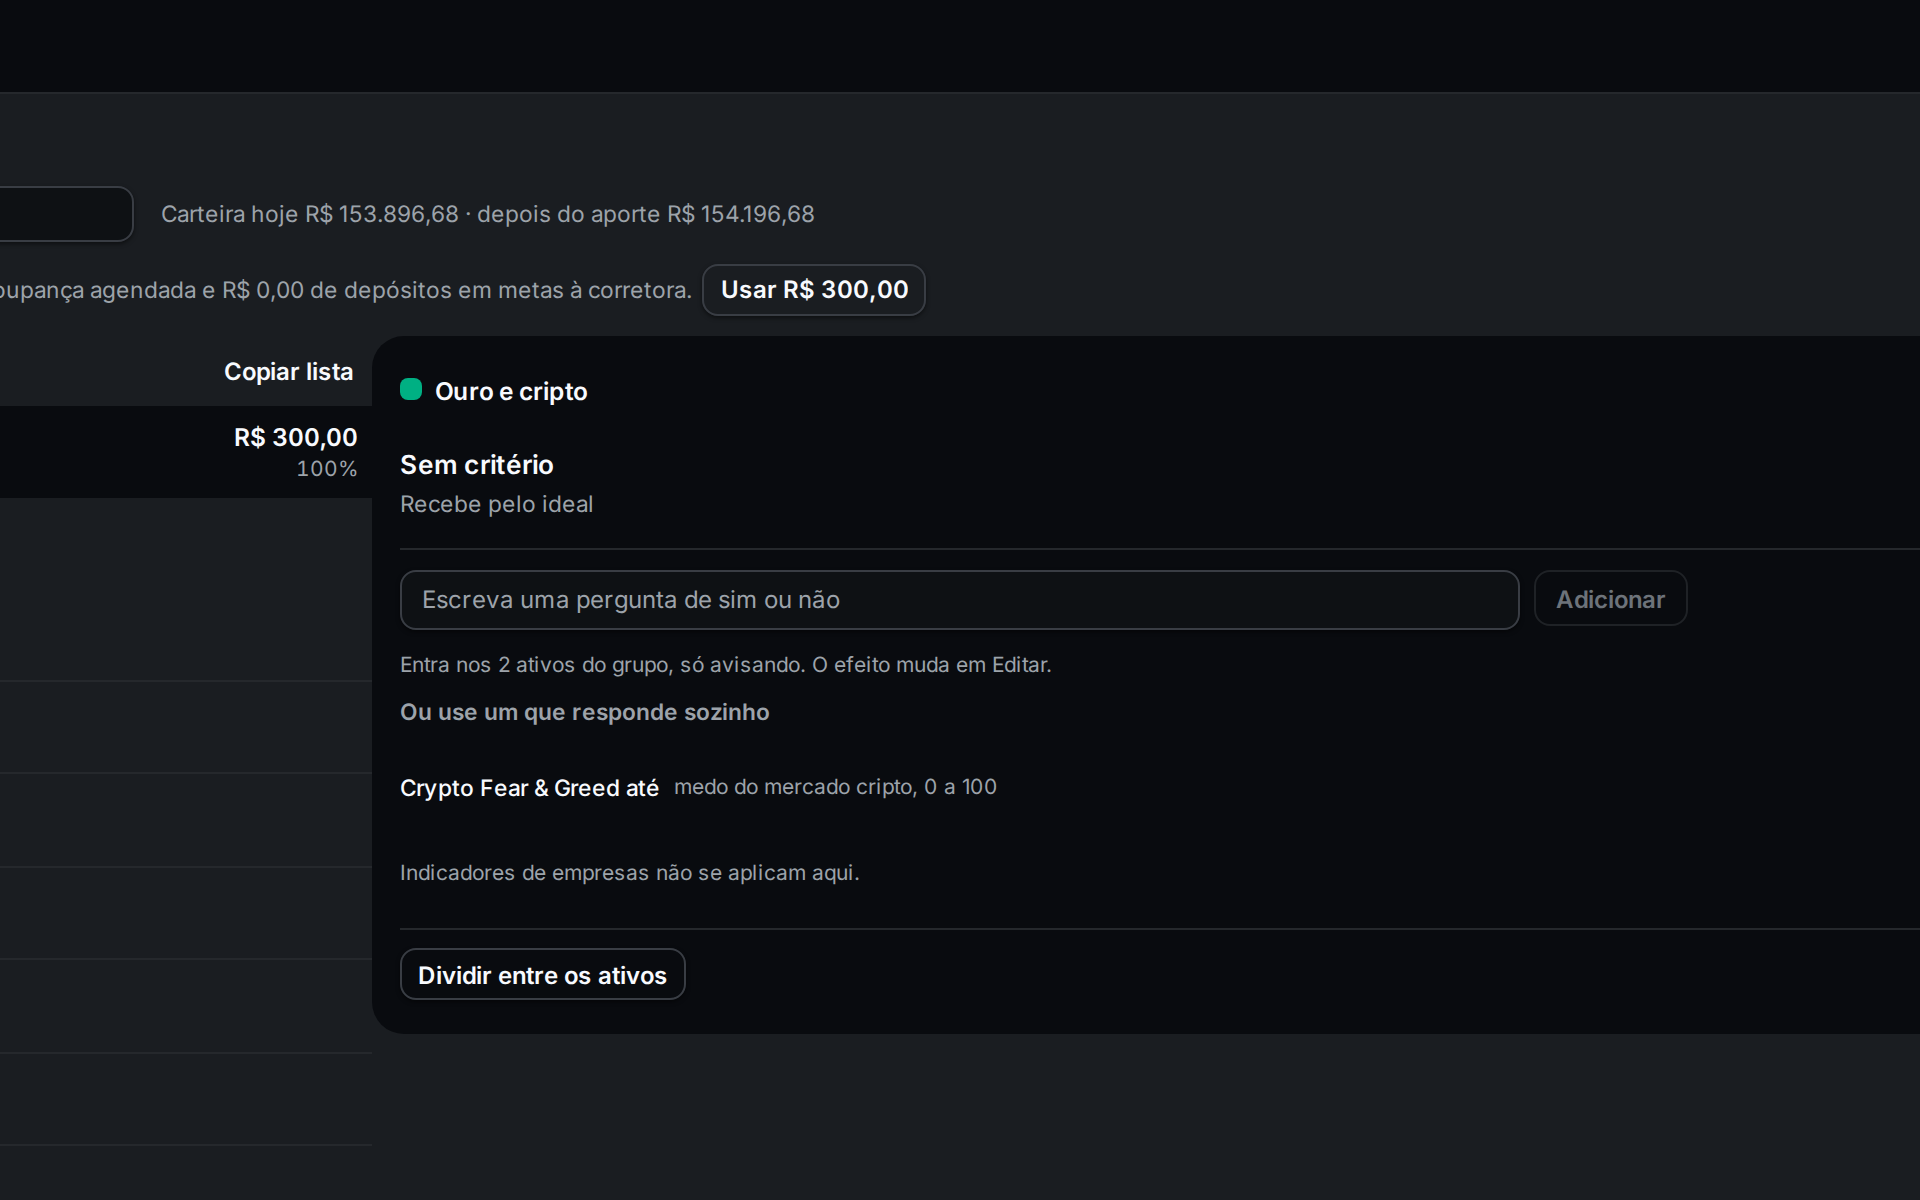 Carteira hoje R$ 153.896,68 · depois do aporte R$ 154.196,68
agendada e R$ 0,00 de depósitos em metas à corretora.
Usar R$ 300,00
Copiar lista
R$ 300,00
100%
Ouro e cripto
Sem critério
Recebe pelo ideal
Escreva uma pergunta de sim ou não
Adicionar
Entra nos 2 ativos do grupo, só avisando. O efeito muda em Editar.
Ou use um que responde sozinho
Crypto Fear & Greed até medo do mercado cripto, 0 a 100
Indicadores de empresas não se aplicam aqui.
Dividir entre os ativos